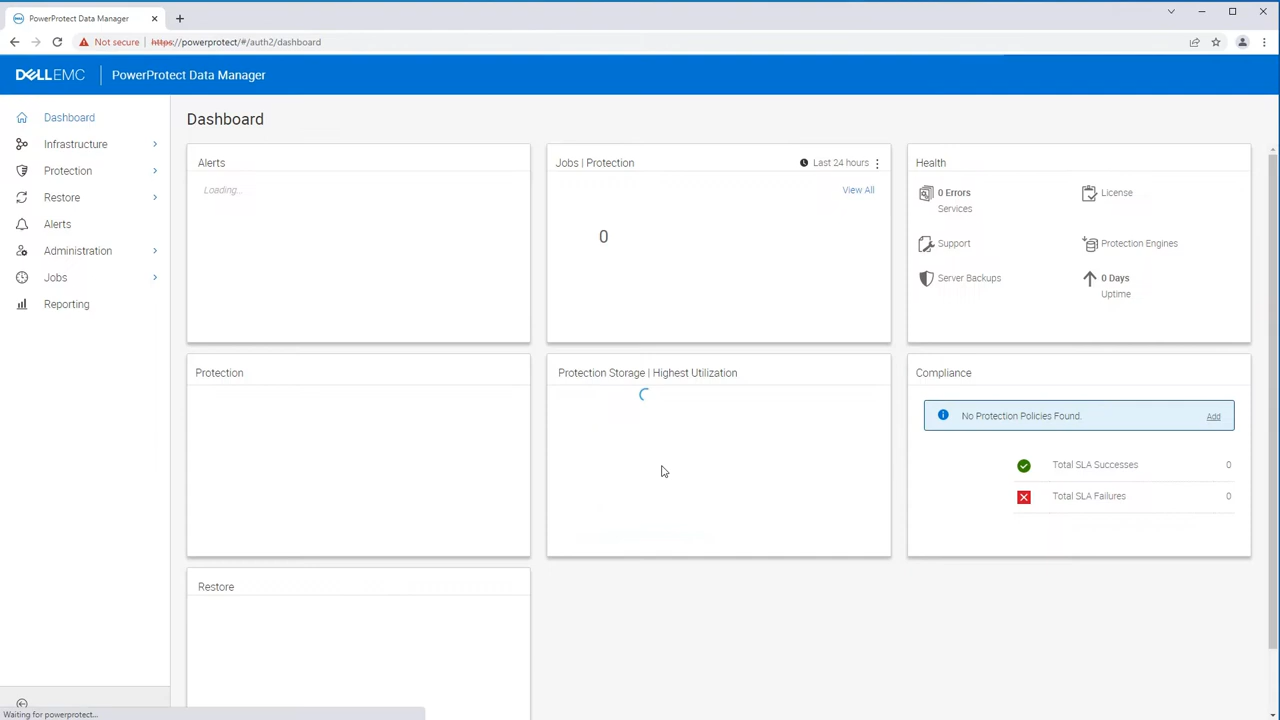 PowerProtect Data Manager
Not secure https://powerprotect/#/auth2/dashboard
DELL EMC PowerProtect Data Manager
Dashboard
Infrastructure
Protection
Restore
Alerts
Administration
Jobs
Reporting
Dashboard
Alerts
Loading...
Jobs | Protection Last 24 hours
View All
0
Health
0 Errors
Services
License
Support
Protection Engines
Server Backups
0 Days
Uptime
Protection
Protection Storage | Highest Utilization
Compliance
No Protection Policies Found. Add
Total SLA Successes 0
Total SLA Failures 0
Restore
Waiting for powerprotect...